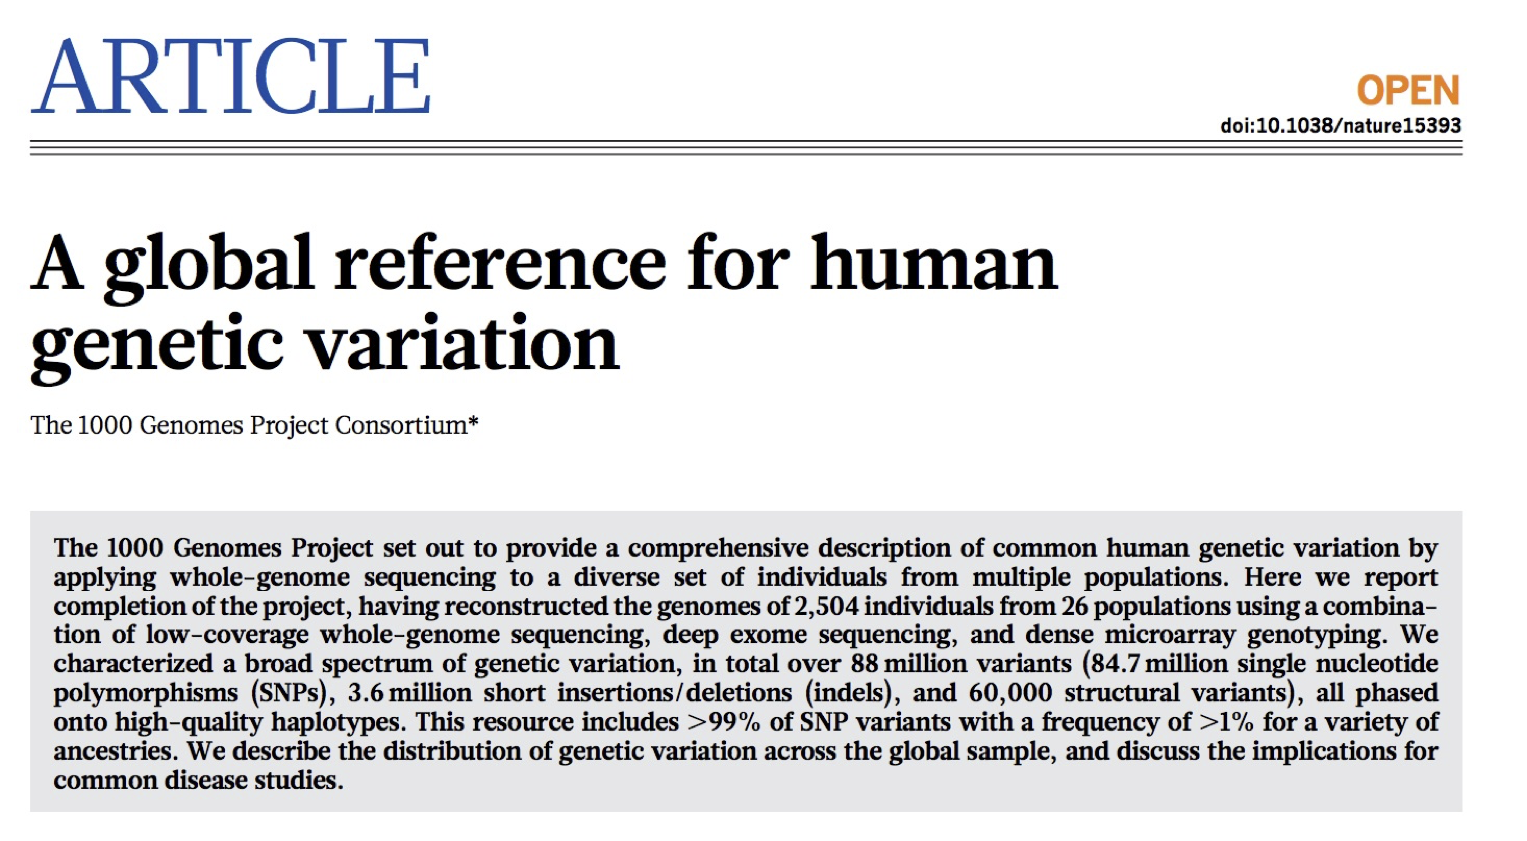 ARTICLE
OPEN
doi:10.1038/nature15393
A global reference for human
genetic variation
The 1000 Genomes Project Consortium*
The 1000 Genomes Project set out to provide a comprehensive description of common human genetic variation by
applying whole-genome sequencing to a diverse set of individuals from multiple populations. Here we report
completion of the project, having reconstructed the genomes of 2,504 individuals from 26 populations using a combina-
tion of low-coverage whole-genome sequencing, deep exome sequencing, and dense microarray genotyping. We
characterized a broad spectrum of genetic variation, in total over 88 million variants (84.7 million single nucleotide
polymorphisms (SNPs), 3.6 million short insertions/deletions (indels), and 60,000 structural variants), all phased
onto high-quality haplotypes. This resource includes >99% of SNP variants with a frequency of >1% for a variety of
ancestries. We describe the distribution of genetic variation across the global sample, and discuss the implications for
common disease studies.